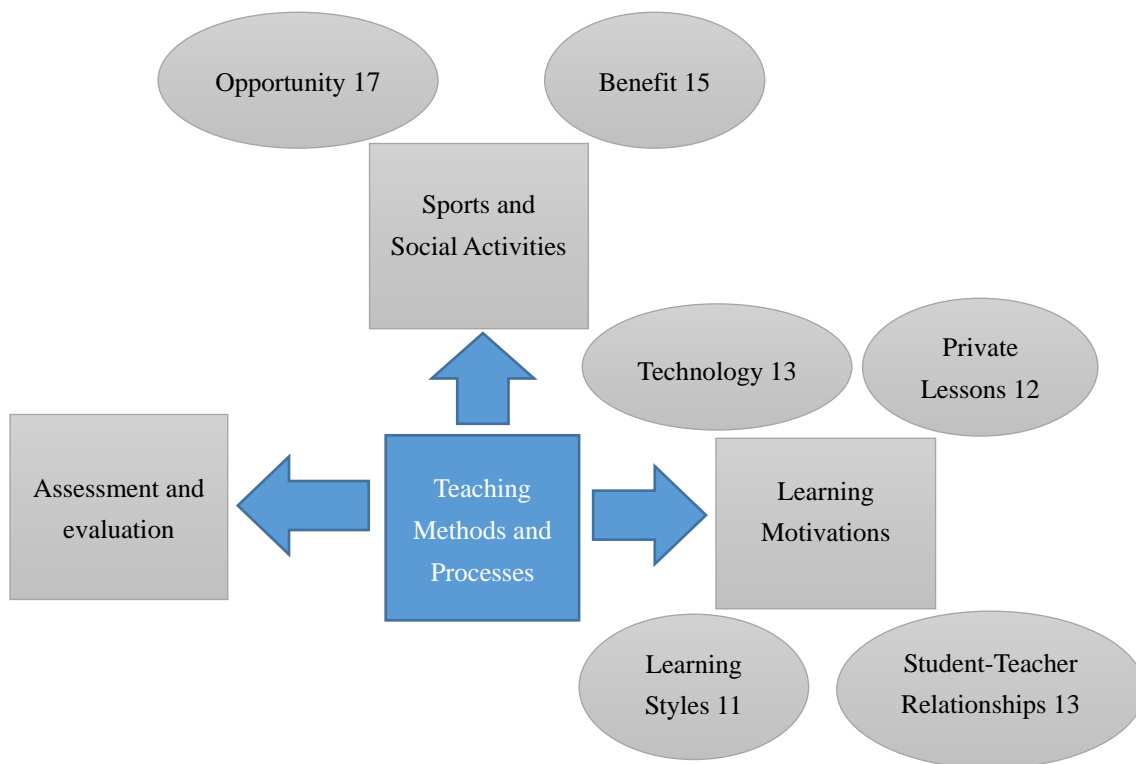 Opportunity 17
Benefit 15
Sports and
Social Activities
Technology 13
Private
Lessons 12
Assessment and
evaluation
Teaching
Methods and
Processes
Learning
Motivations
Learning
Styles 11
Student-Teacher
Relationships 13